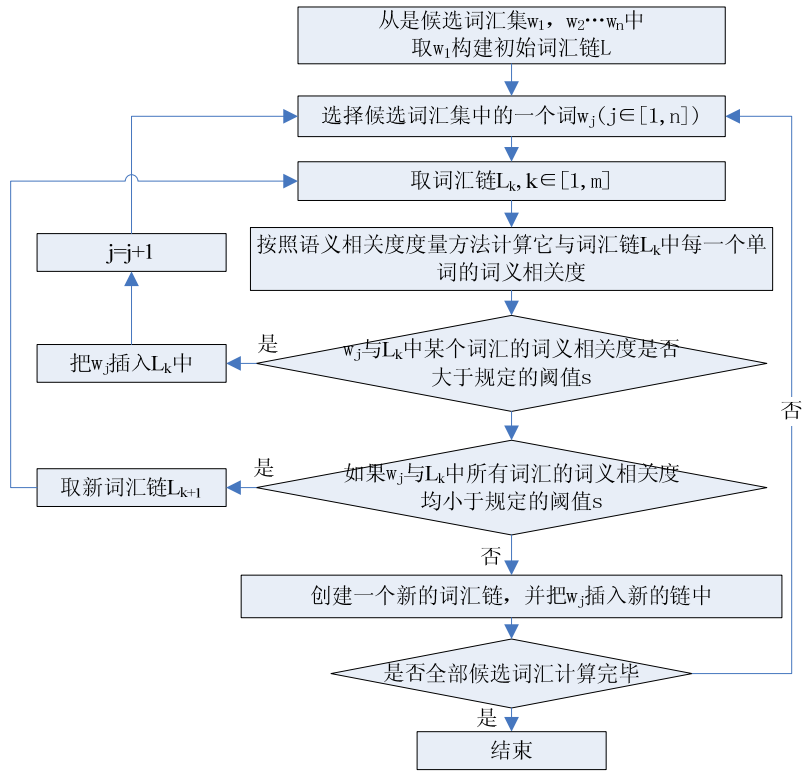 从是候选词汇集w₁，w₂…wₙ中
取w₁构建初始词汇链L
选择候选词汇集中的一个词wⱼ(j∈[1,n])
取词汇链Lₖ,k∈[1,m]
按照语义相关度度量方法计算它与词汇链Lₖ中每一个单
词的词义相关度
j=j+1
是
wⱼ与Lₖ中某个词汇的词义相关度是否
大于规定的阈值s
把wⱼ插入Lₖ中
否
是
如果wⱼ与Lₖ中所有词汇的词义相关度
均小于规定的阈值s
取新词汇链Lₖ₊₁
否
创建一个新的词汇链，并把wⱼ插入新的链中
是否全部候选词汇计算完毕
是
结束